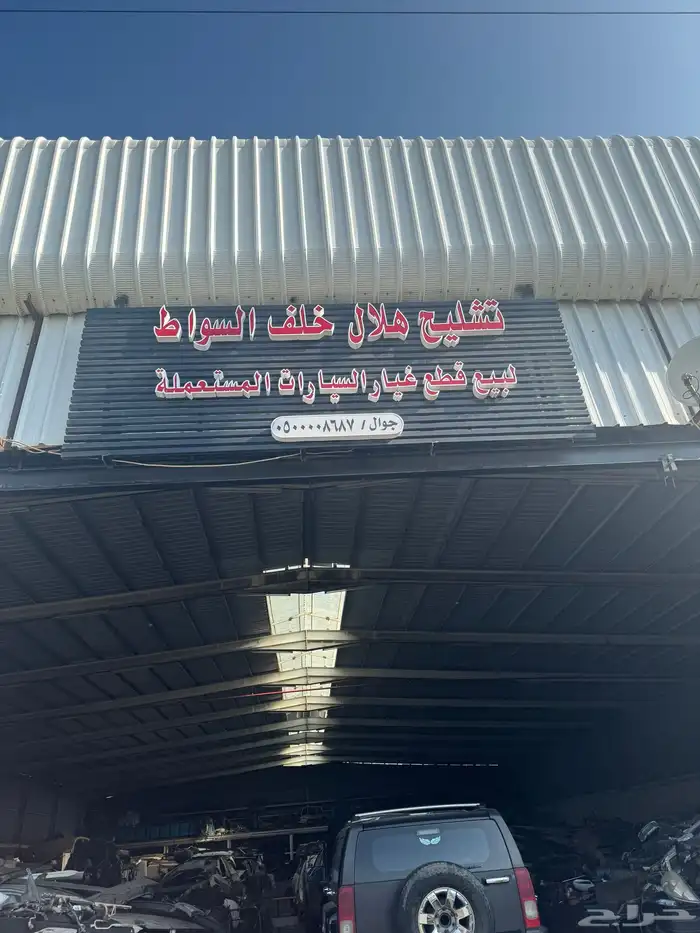 تشليح هلال خلف السواط
لبيع قطع غيار السيارات المستعملة
جوال / ٠٥٠٠٠٠٨٦٨٧
حراج